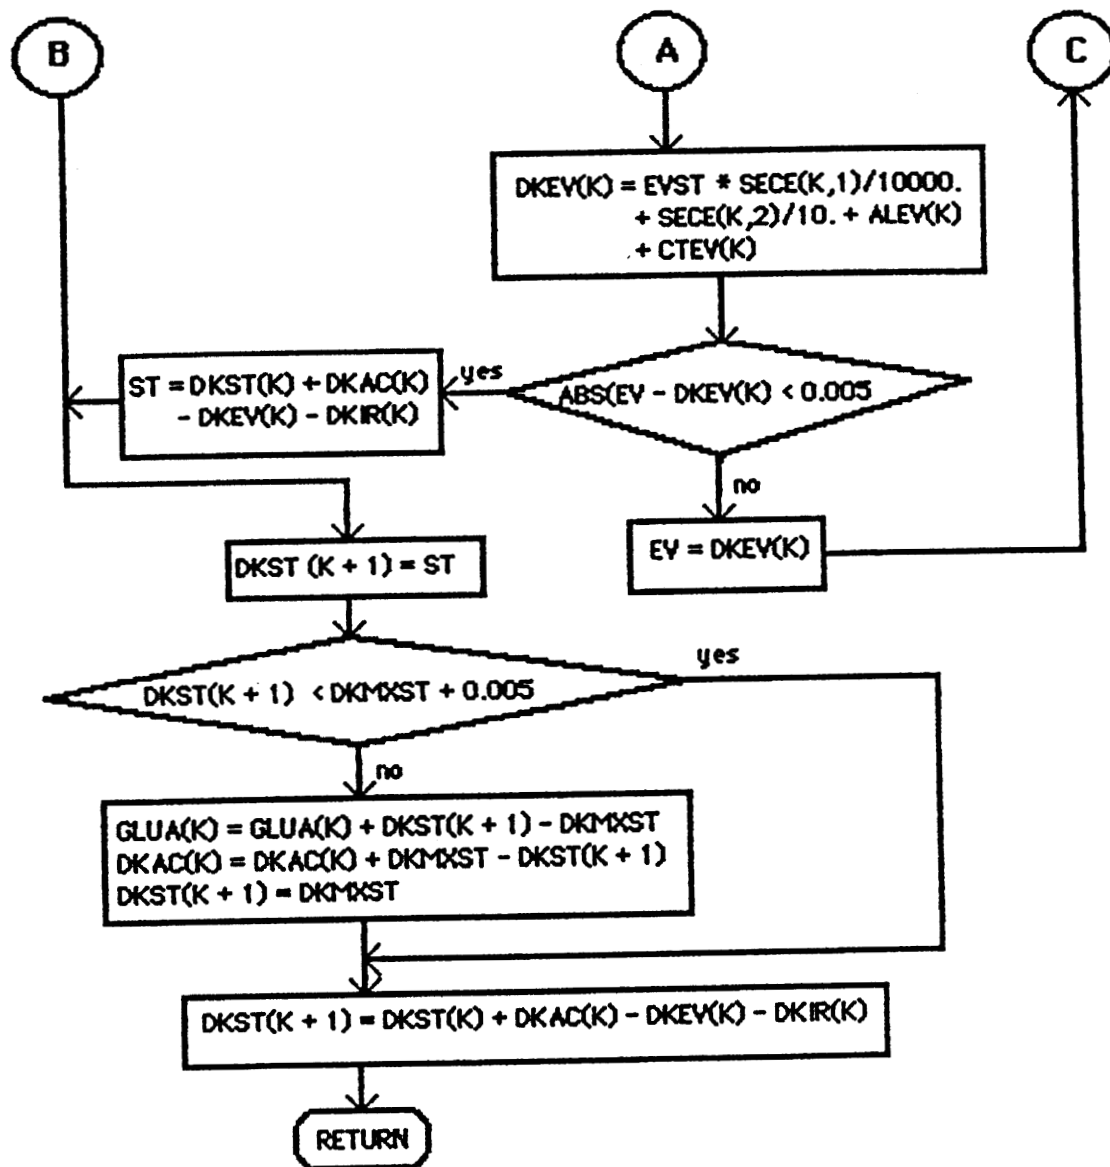 B
A
C
DKEV(K) = EVST * SECE(K,1)/10000.
+ SECE(K,2)/10. + ALEV(K)
+ CTEV(K)
ABS(EV - DKEV(K) < 0.005
yes
ST = DKST(K) + DKAC(K)
- DKEV(K) - DKIR(K)
no
EV = DKEV(K)
DKST (K + 1) = ST
DKST(K + 1) < DKMXST + 0.005
yes
no
GLUA(K) = GLUA(K) + DKST(K + 1) - DKMXST
DKAC(K) = DKAC(K) + DKMXST - DKST(K + 1)
DKST(K + 1) = DKMXST
DKST(K + 1) = DKST(K) + DKAC(K) - DKEV(K) - DKIR(K)
RETURN